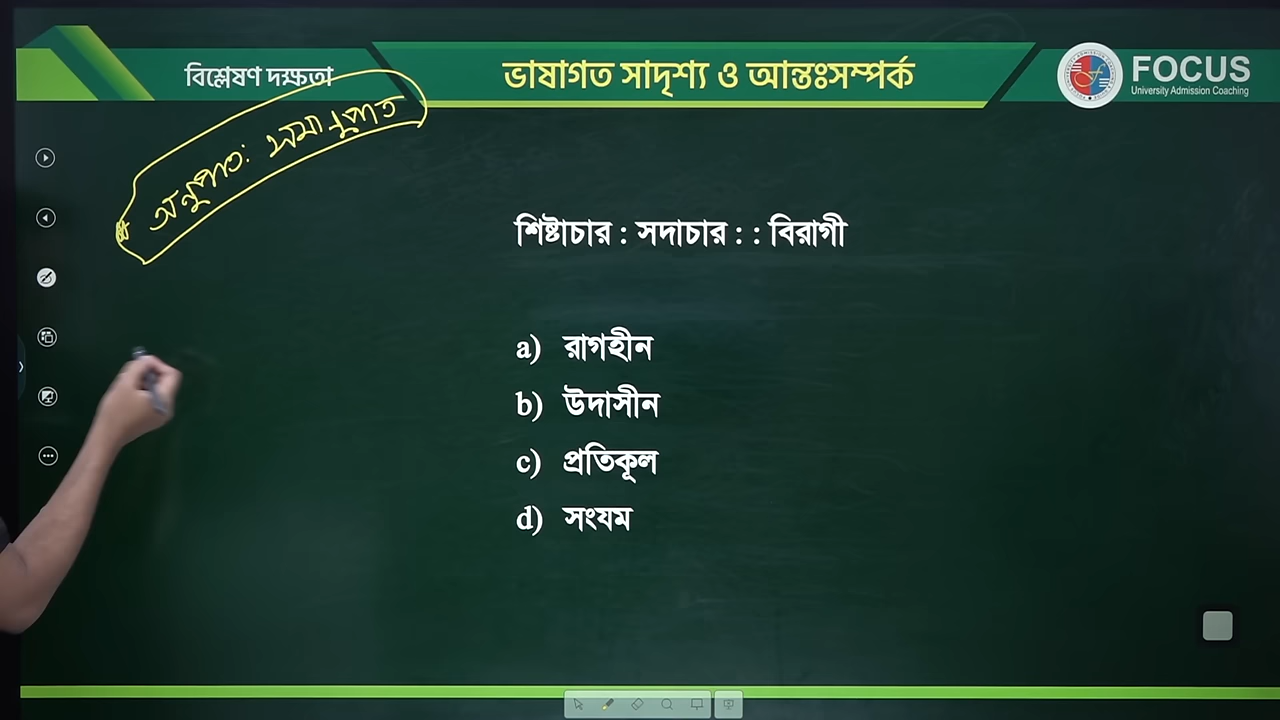 বিশ্লেষণ দক্ষতা
ভাষাগত সাদৃশ্য ও আন্তঃসম্পর্ক
FOCUS
University Admission Coaching
অনুপাত: সমানুপাত
শিষ্টাচার : সদাচার : : বিরাগী
a) রাগহীন
b) উদাসীন
c) প্রতিকূল
d) সংযম